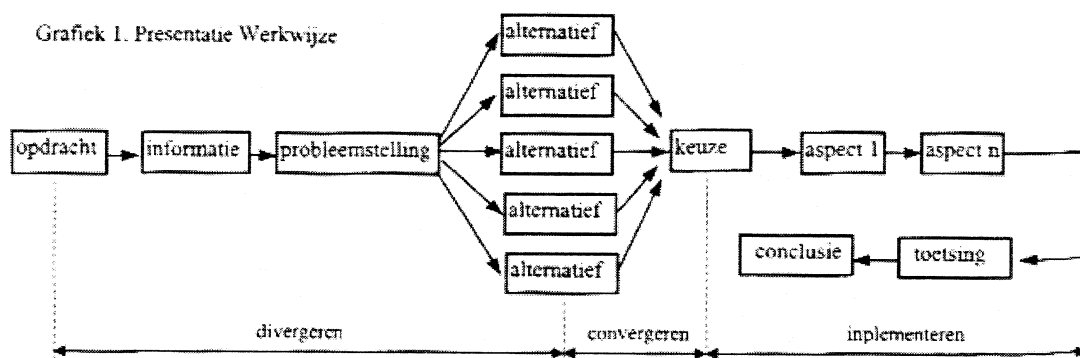 Grafiek 1. Presentatie Werkwijze
opdracht
informatie
probleemstelling
alternatief
alternatief
alternatief
alternatief
alternatief
keuze
aspect 1
aspect n
toetsing
conclusie
divergeren
convergeren
inplementeren